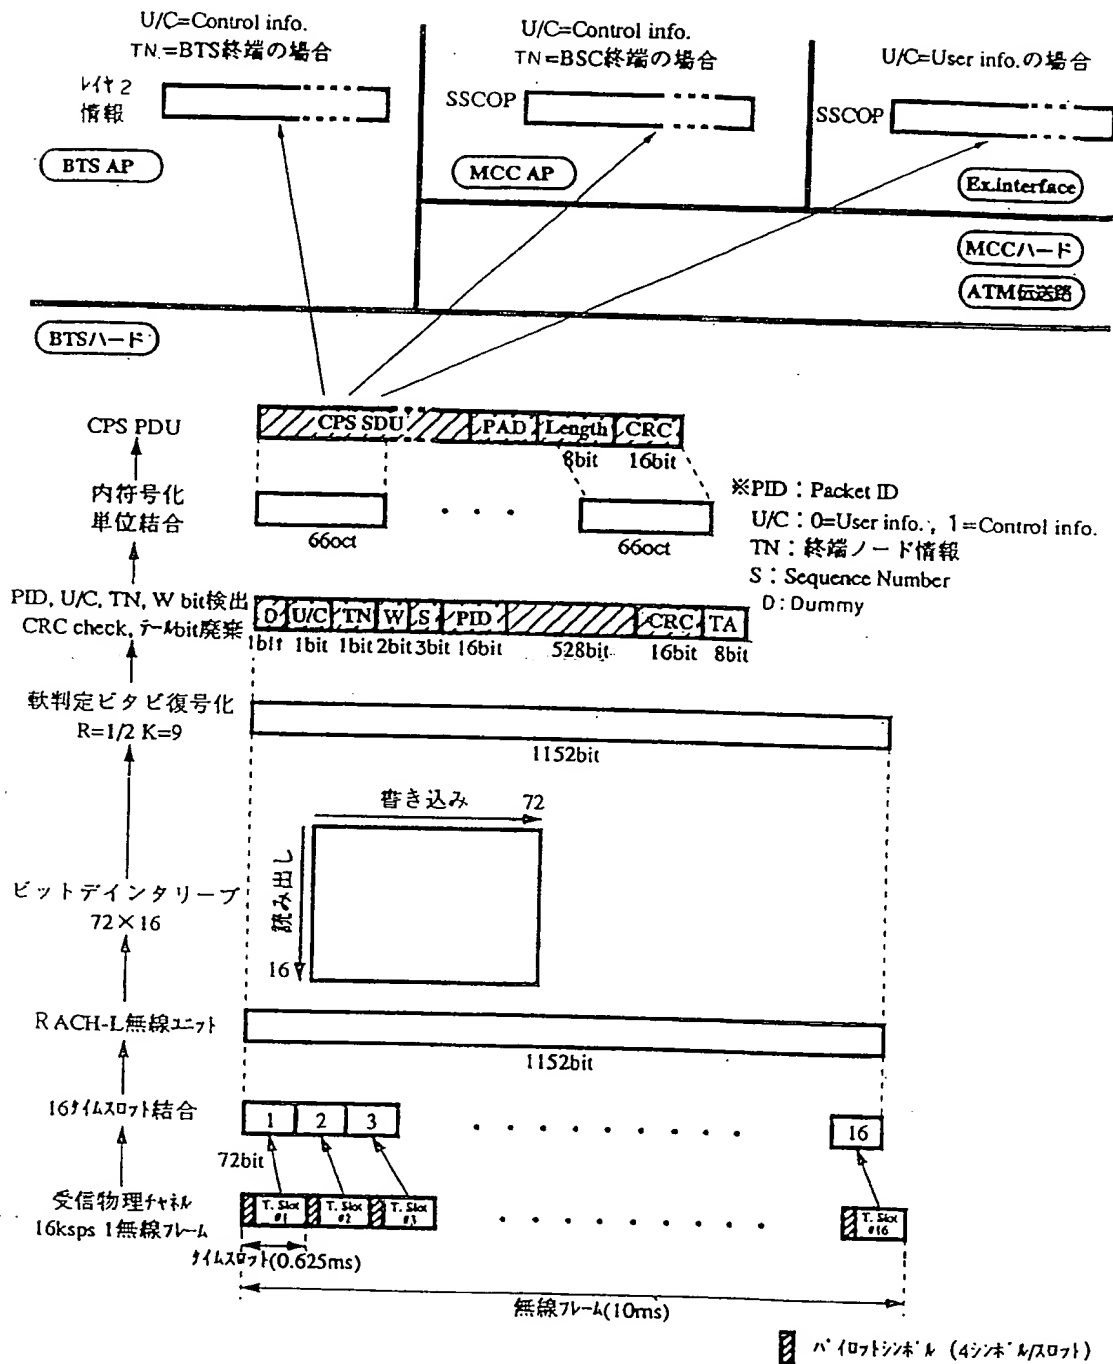 U/C=Control info.
TN=BTS終端の場合
U/C=Control info.
TN=BSC終端の場合
U/C=User info.の場合
レイヤ2
情報
SSCOP
SSCOP
BTS AP
MCC AP
Ex.interface
MCCハード
ATM伝送路
BTSハード
CPS PDU
CPS SDU
PAD
Length
CRC
8bit
16bit
内符号化
単位結合
66oct
. . .
66oct
※PID:Packet ID
U/C:0=User info., 1=Control info.
TN:終端ノード情報
S:Sequence Number
D:Dummy
PID, U/C, TN, W bit検出
CRC check, テールbit廃棄
D U/C TN W S PID CRC TA
1bit 1bit 1bit 2bit 3bit 16bit 528bit 16bit 8bit
軟判定ビタビ復号化
R=1/2 K=9
1152bit
書き込み 72
読み出し
16
ビットデインタリーブ
72×16
RACH-L無線ユニット
1152bit
16タイムスロット結合
1 2 3 . . . . . . . . . 16
72bit
受信物理チャネル
16ksps 1無線フレーム
T. Slot #1
T. Slot #2
T. Slot #3
. . . . . . . . .
T. Slot #16
タイムスロット(0.625ms)
無線フレーム(10ms)
パイロットシンボル (4シンボル/スロット)